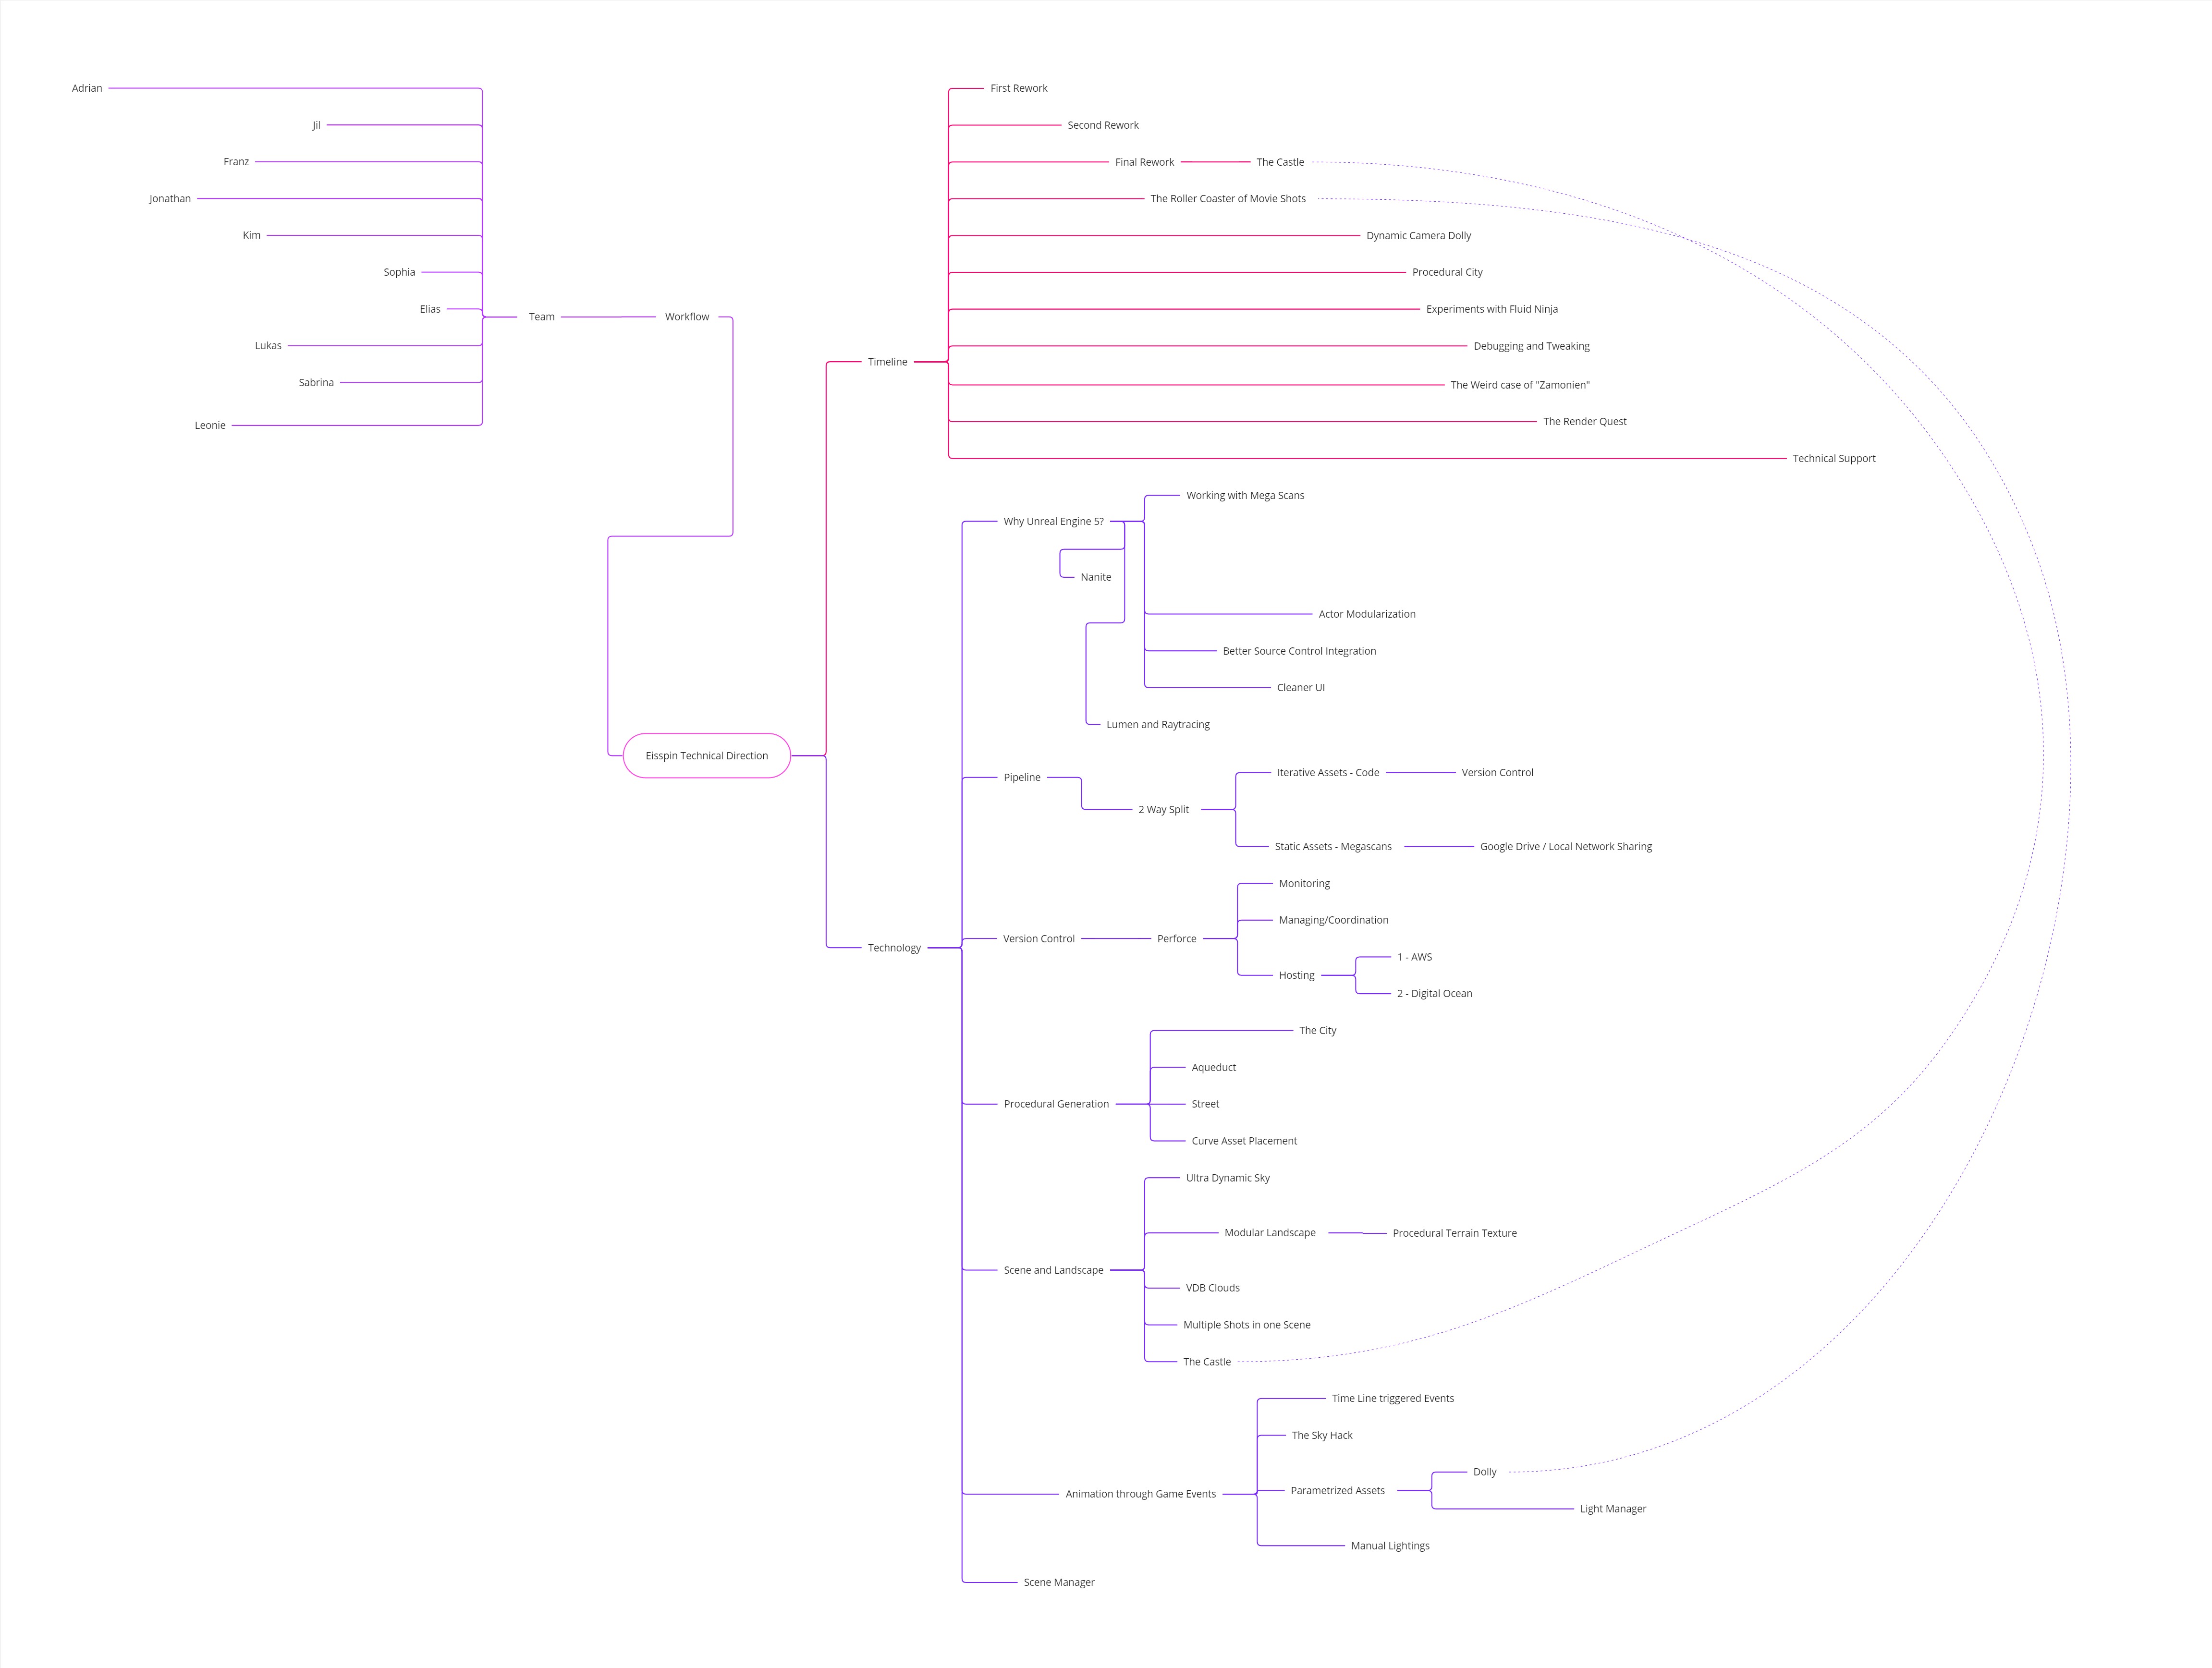 Adrian
Jil
Franz
Jonathan
Kim
Sophia
Elias
Lukas
Sabrina
Leonie
Team
Workflow
Eisspin Technical Direction
Timeline
First Rework
Second Rework
Final Rework
The Castle
The Roller Coaster of Movie Shots
Dynamic Camera Dolly
Procedural City
Experiments with Fluid Ninja
Debugging and Tweaking
The Weird case of "Zamonien"
The Render Quest
Technical Support
Technology
Why Unreal Engine 5?
Working with Mega Scans
Nanite
Actor Modularization
Better Source Control Integration
Cleaner UI
Lumen and Raytracing
Pipeline
2 Way Split
Iterative Assets - Code
Version Control
Static Assets - Megascans
Google Drive / Local Network Sharing
Version Control
Perforce
Monitoring
Managing/Coordination
Hosting
1 - AWS
2 - Digital Ocean
Procedural Generation
The City
Aqueduct
Street
Curve Asset Placement
Scene and Landscape
Ultra Dynamic Sky
Modular Landscape
Procedural Terrain Texture
VDB Clouds
Multiple Shots in one Scene
The Castle
Animation through Game Events
Time Line triggered Events
The Sky Hack
Parametrized Assets
Dolly
Light Manager
Manual Lightings
Scene Manager